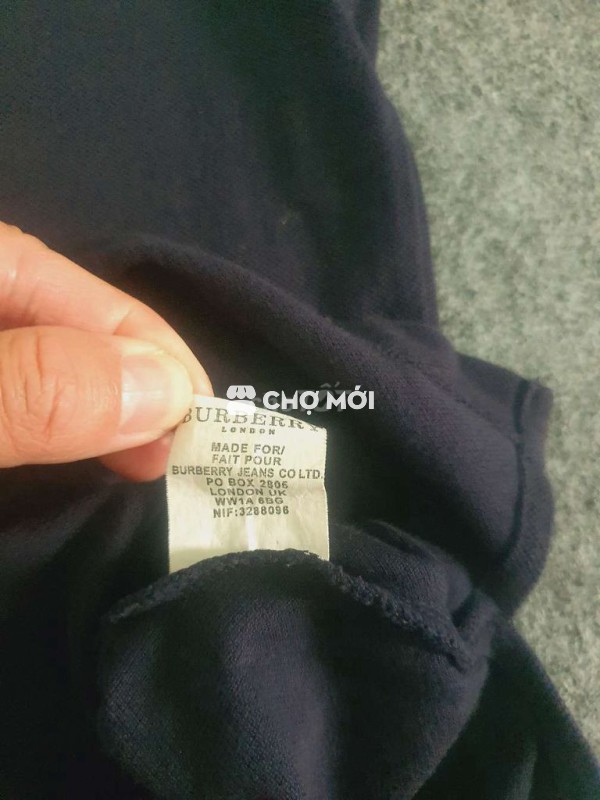 CHỢ MỚI
BURBERRY
LONDON
MADE FOR/
FAIT POUR
BURBERRY JEANS CO LTD.
PO BOX 2806
LONDON UK
WW1A 6BG
NIF:3288096